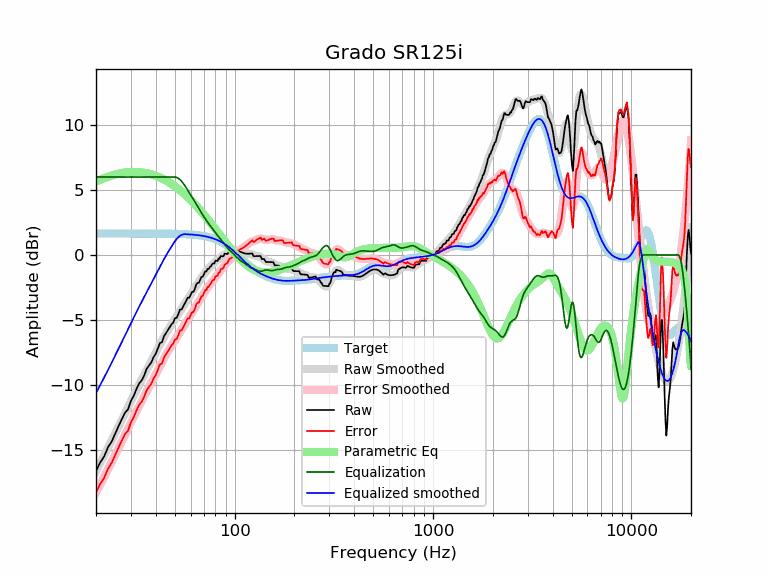 Grado SR125i
Amplitude (dBr)
10
5
0
−5
−10
−15
Target
Raw Smoothed
Error Smoothed
Raw
Error
Parametric Eq
Equalization
Equalized smoothed
100
1000
10000
Frequency (Hz)